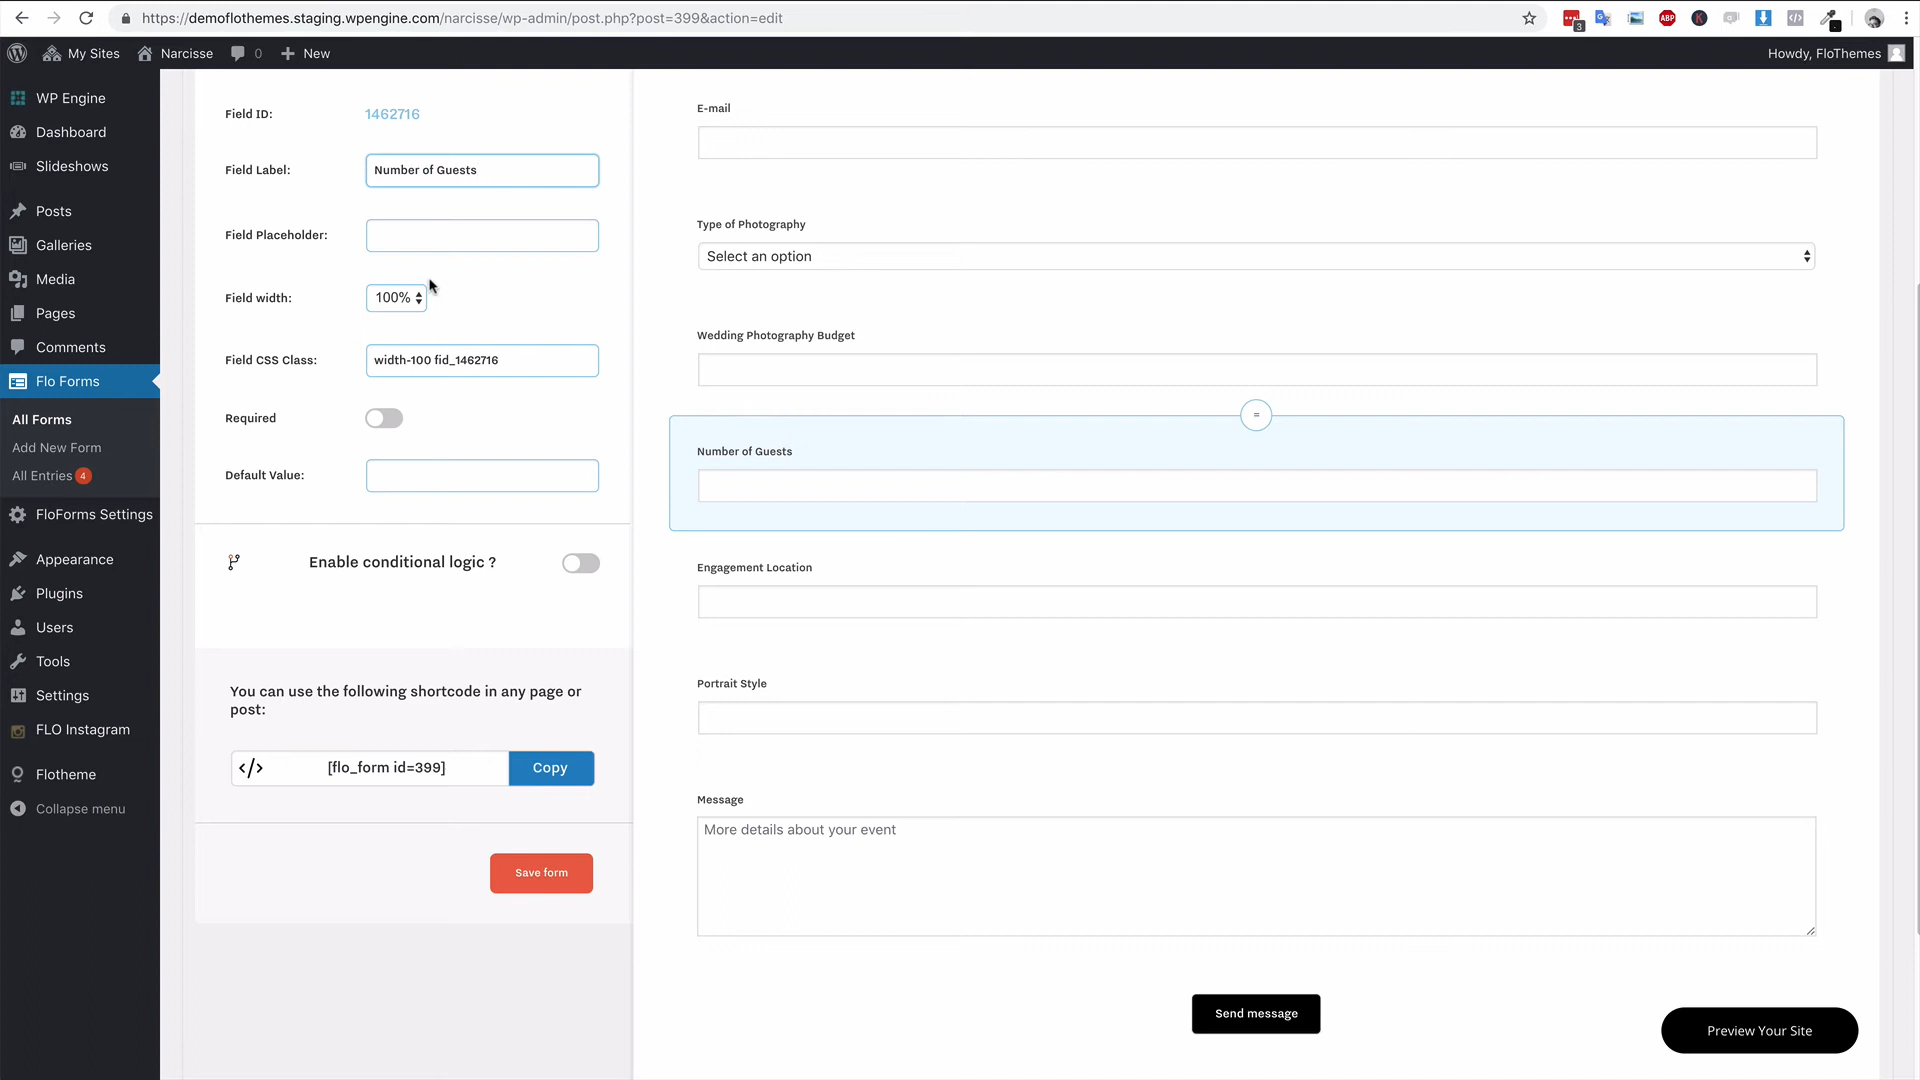 https://demoflothemes.staging.wpengine.com/narcisse/wp-admin/post.php?post=399&action=edit
3
ABP
K
My Sites
Narcisse
0
New
Howdy, FloThemes
WP Engine
Dashboard
Slideshows
Posts
Galleries
Media
Pages
Comments
Flo Forms
All Forms
Add New Form
All Entries 4
FloForms Settings
Appearance
Plugins
Users
Tools
Settings
FLO Instagram
Flotheme
Collapse menu
Field ID: 1462716
Field Label: Number of Guests
Field Placeholder:
Field width: 100%
Field CSS Class: width-100 fid_1462716
Required
Default Value:
Enable conditional logic ?
You can use the following shortcode in any page or
post:
</> [flo_form id=399] Copy
Save form
E-mail
Type of Photography
Select an option
Wedding Photography Budget
=
Number of Guests
Engagement Location
Portrait Style
Message
More details about your event
Send message
Preview Your Site